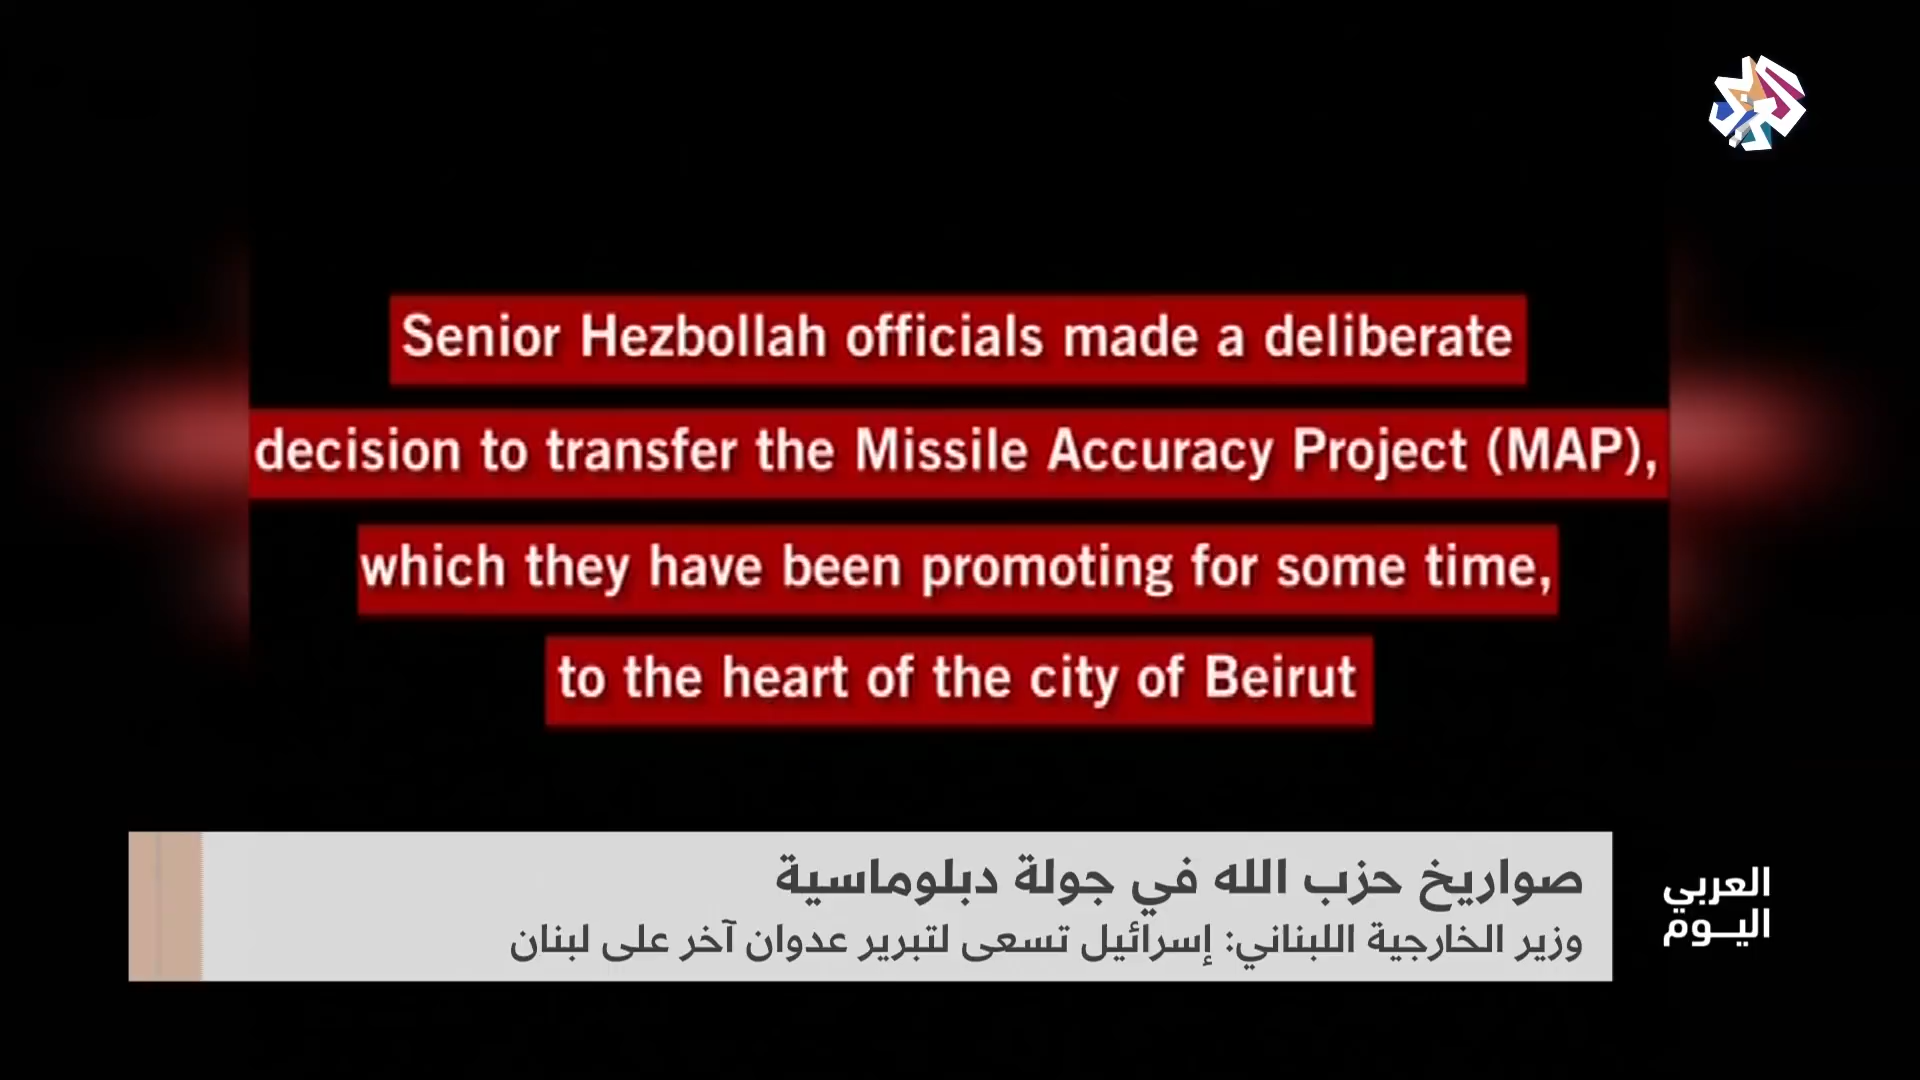 Senior Hezbollah officials made a deliberate
decision to transfer the Missile Accuracy Project (MAP),
which they have been promoting for some time,
to the heart of the city of Beirut
صواريخ حزب الله في جولة دبلوماسية
وزير الخارجية اللبناني: إسرائيل تسعى لتبرير عدوان آخر على لبنان
العربي
اليوم